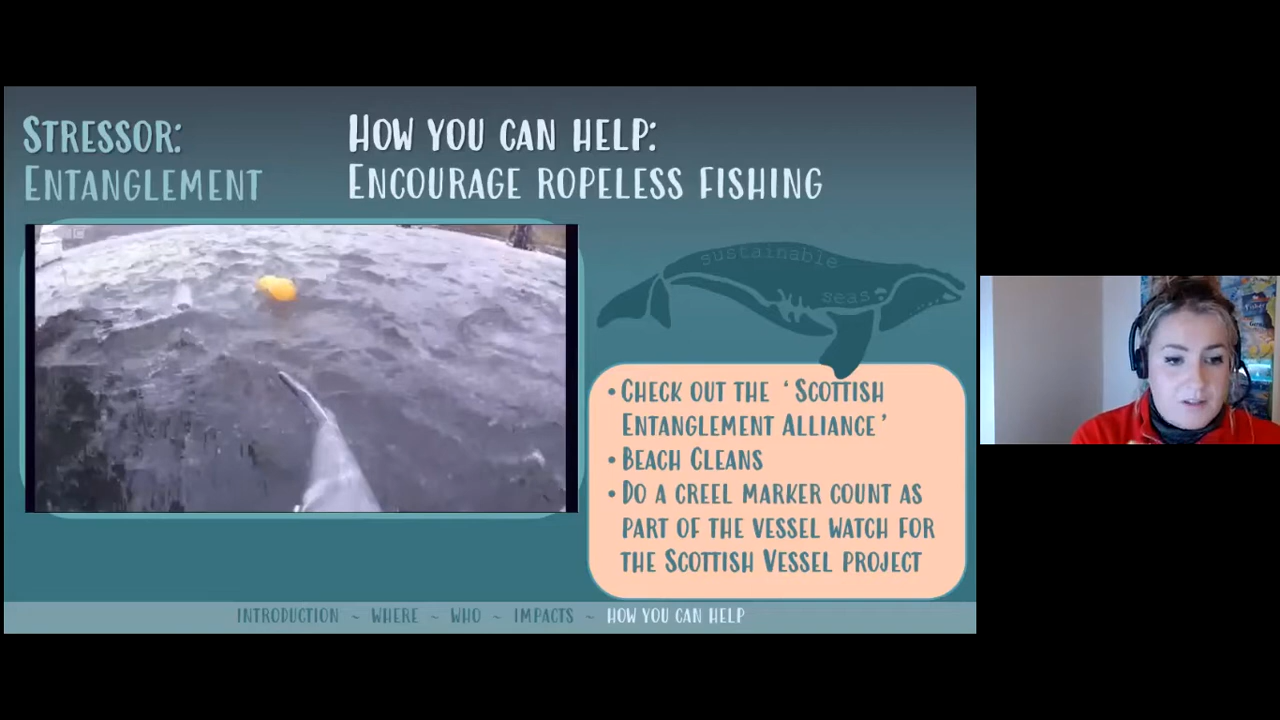 STRESSOR:
ENTANGLEMENT
HOW YOU CAN HELP:
ENCOURAGE ROPELESS FISHING
sustainable
seas
• CHECK OUT THE 'SCOTTISH
ENTANGLEMENT ALLIANCE'
• BEACH CLEANS
• DO A CREEL MARKER COUNT AS
PART OF THE VESSEL WATCH FOR
THE SCOTTISH VESSEL PROJECT
INTRODUCTION ~ WHERE ~ WHO ~ IMPACTS ~ HOW YOU CAN HELP